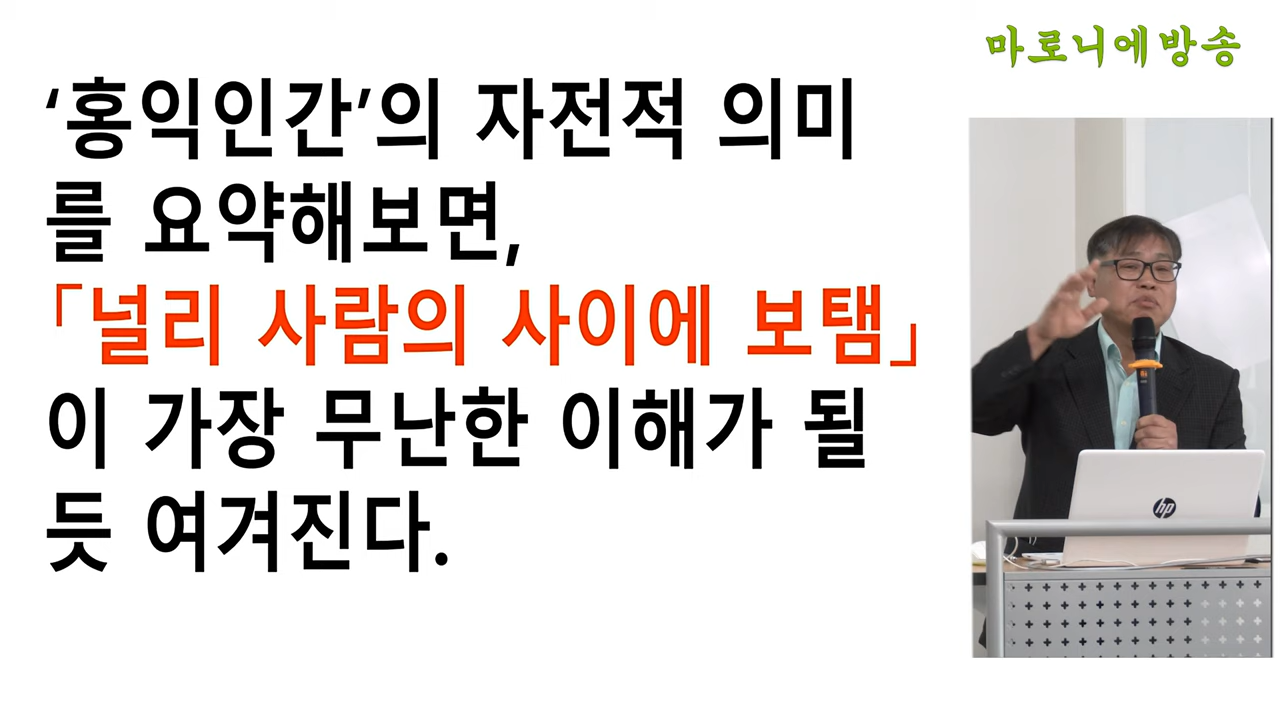 마로니에방송
‘홍익인간’의 자전적 의미
를 요약해보면,
「널리 사람의 사이에 보탬」
이 가장 무난한 이해가 될
듯 여겨진다.
hp